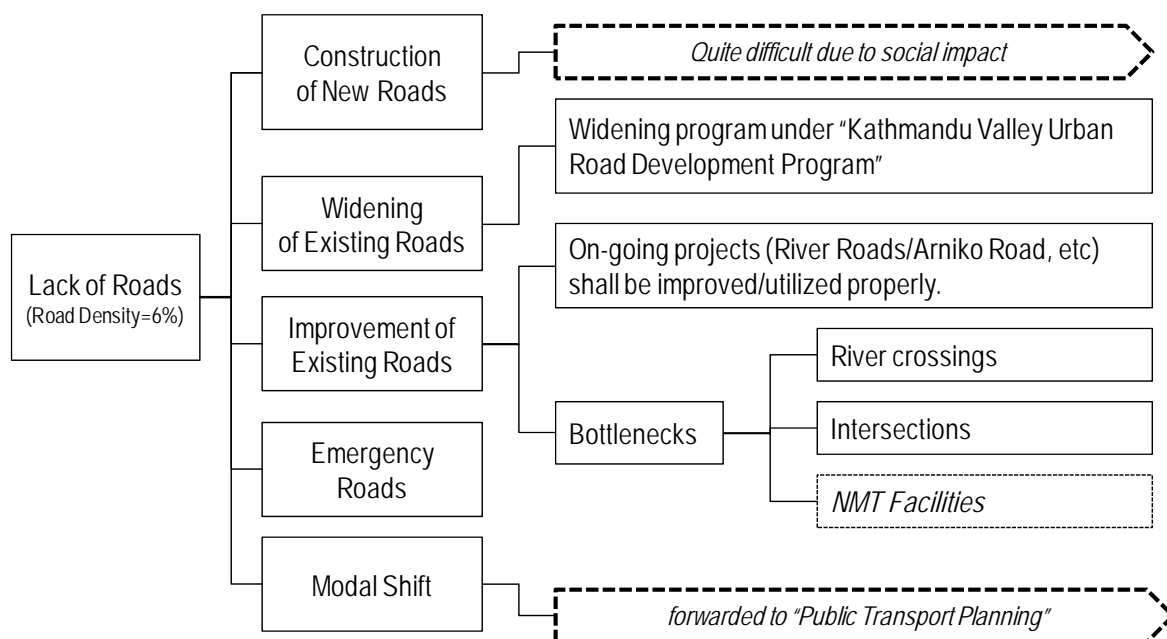 Construction
of New Roads
Quite difficult due to social impact
Widening program under “Kathmandu Valley Urban
Road Development Program”
Widening
of Existing Roads
On-going projects (River Roads/Arniko Road, etc)
shall be improved/utilized properly.
Lack of Roads
(Road Density=6%)
Improvement of
Existing Roads
River crossings
Bottlenecks
Intersections
Emergency
Roads
NMT Facilities
Modal Shift
forwarded to “Public Transport Planning”